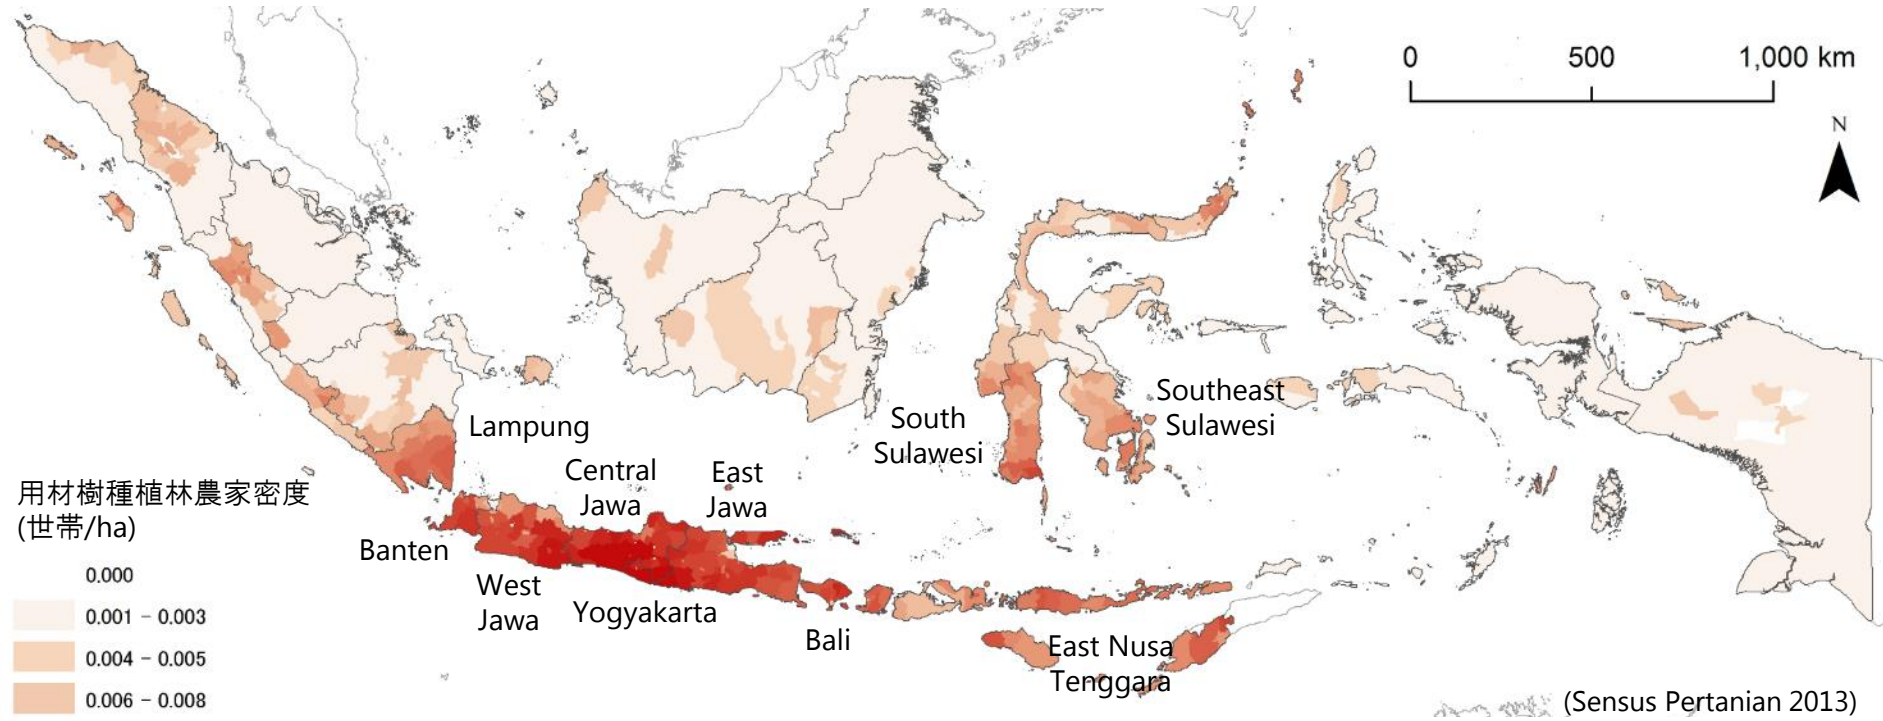 0 500 1,000 km
N
Lampung
Central
Jawa
East
Jawa
South
Sulawesi
Southeast
Sulawesi
用材樹種植林農家密度
(世帯/ha)
0.000
0.001 – 0.003
0.004 – 0.005
0.006 – 0.008
Banten
West
Jawa
Yogyakarta
Bali
East Nusa
Tenggara
(Sensus Pertanian 2013)